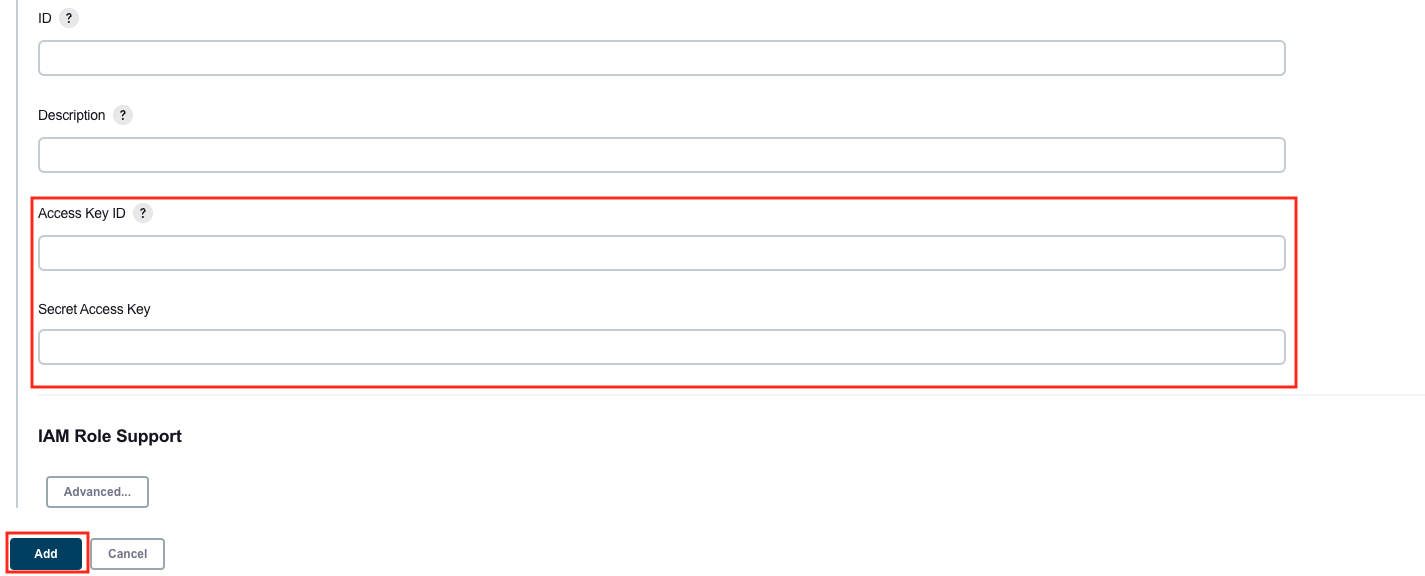 ID ?
Description ?
Access Key ID ?
Secret Access Key
IAM Role Support
Advanced...
Add Cancel